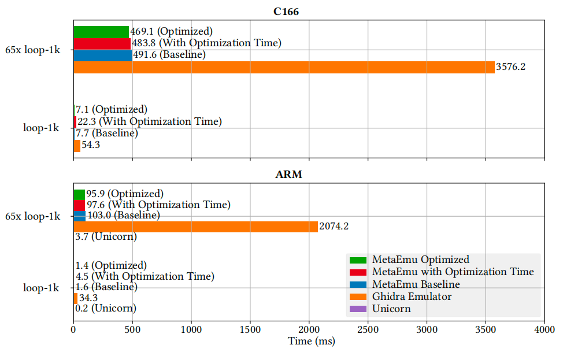 C166
469.1 (Optimized)
65x loop-1k
483.8 (With Optimization Time)
491.6 (Baseline)
3576.2
7.1 (Optimized)
loop-1k
22.3 (With Optimization Time)
7.7 (Baseline)
54.3
ARM
95.9 (Optimized)
97.6 (With Optimization Time)
65x loop-1k
103.0 (Baseline)
2074.2
3.7 (Unicorn)
1.4 (Optimized)
4.5 (With Optimization Time)
loop-1k
1.6 (Baseline)
34.3
0.2 (Unicorn)
MetaEmu Optimized
MetaEmu with Optimization Time
MetaEmu Baseline
Ghidra Emulator
Unicorn
0 500 1000 1500 2000 2500 3000 3500 4000
Time (ms)